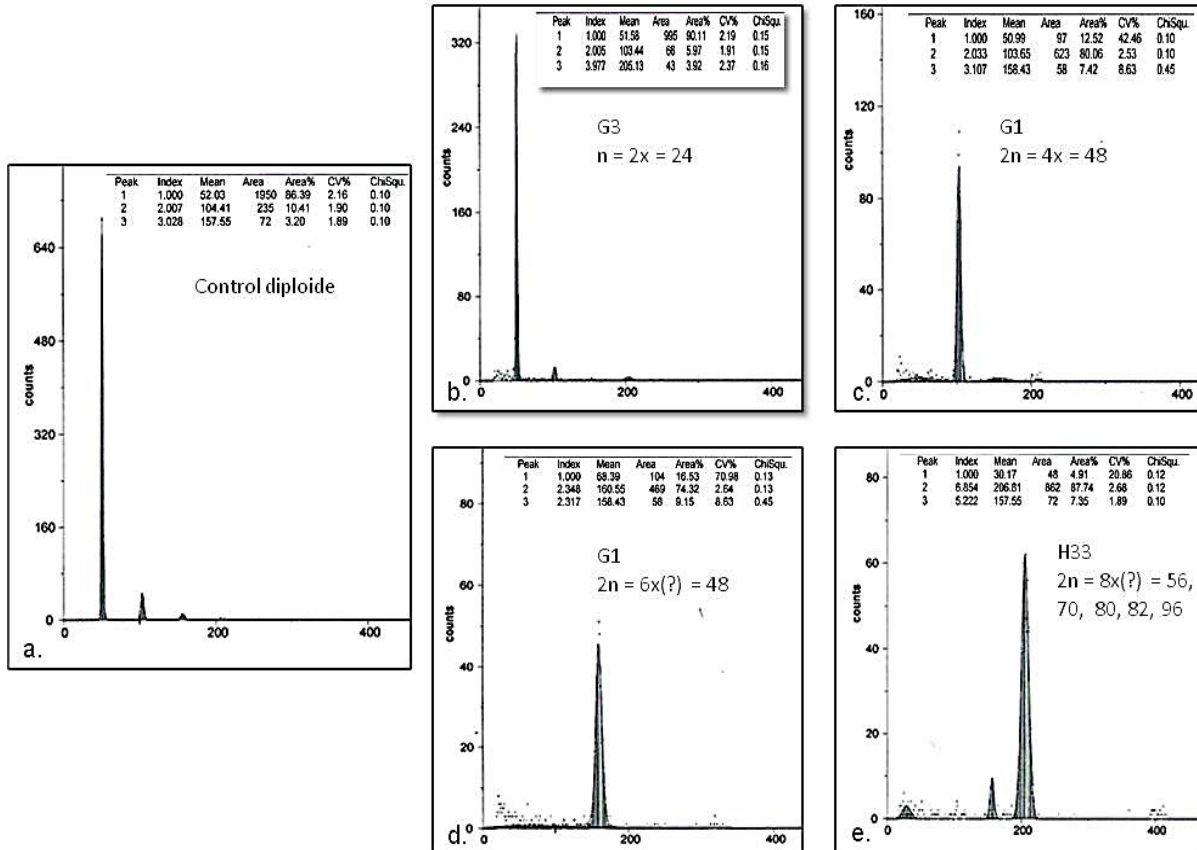 Peak Index Mean Area Area% CV% ChiSqu.
1 1.000 52.03 1950 86.39 2.16 0.10
2 2.007 104.41 235 10.41 1.90 0.10
3 3.028 157.55 72 3.20 1.89 0.10
Control diploide
640
480
320
160
0
counts
0 200 400
a.
Peak Index Mean Area Area% CV% ChiSqu.
1 1.000 51.58 995 90.11 2.19 0.15
2 2.005 103.44 66 5.97 1.91 0.15
3 3.977 205.13 43 3.92 2.37 0.16
G3
n = 2x = 24
320
240
160
80
0
counts
0 200 400
b.
Peak Index Mean Area Area% CV% ChiSqu.
1 1.000 50.99 97 12.52 42.46 0.10
2 2.033 103.65 623 80.06 2.53 0.10
3 3.107 158.43 58 7.42 8.63 0.45
G1
2n = 4x = 48
160
120
80
40
0
counts
0 200 400
c.
Peak Index Mean Area Area% CV% ChiSqu.
1 1.000 68.39 104 16.53 70.98 0.13
2 2.348 160.55 469 74.32 2.64 0.13
3 2.317 158.43 58 9.15 8.63 0.45
G1
2n = 6x(?) = 48
80
60
40
20
0
counts
0 200 400
d.
Peak Index Mean Area Area% CV% ChiSqu.
1 1.000 30.17 48 4.91 20.86 0.12
2 6.854 206.81 862 87.74 2.68 0.12
3 5.222 157.55 72 7.35 1.89 0.10
H33
2n = 8x(?) = 56,
70, 80, 82, 96
80
60
40
20
0
counts
0 200 400
e.